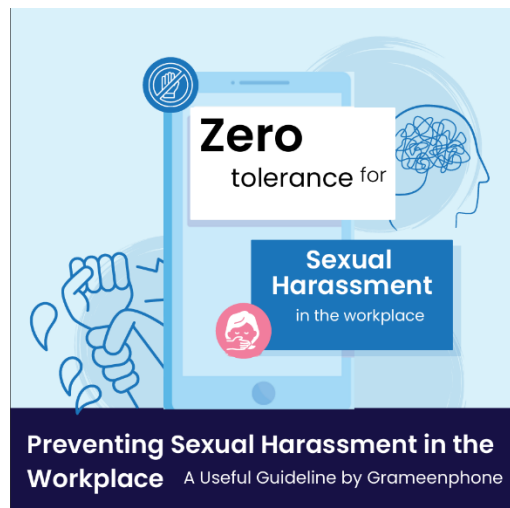 Zero
tolerance for
Sexual
Harassment
in the workplace
Preventing Sexual Harassment in the
Workplace A Useful Guideline by Grameenphone